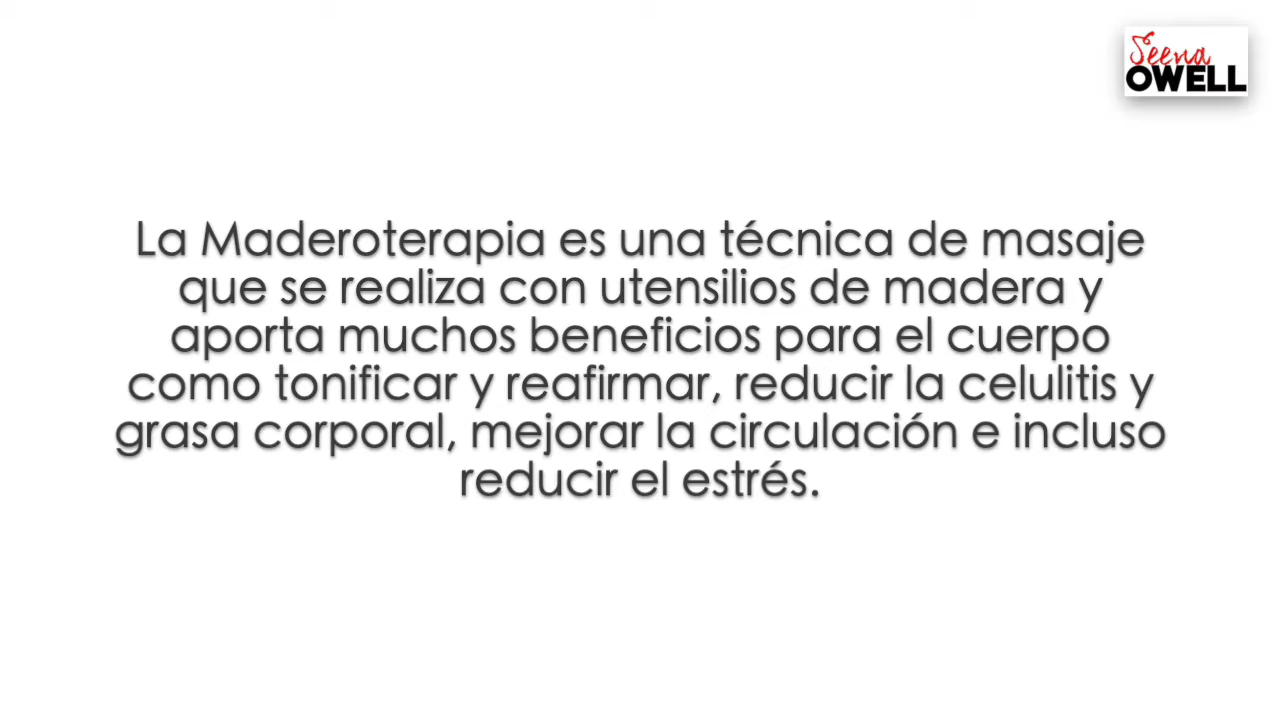 Seena
OWELL
La Maderoterapia es una técnica de masaje
que se realiza con utensilios de madera y
aporta muchos beneficios para el cuerpo
como tonificar y reafirmar, reducir la celulitis y
grasa corporal, mejorar la circulación e incluso
reducir el estrés.